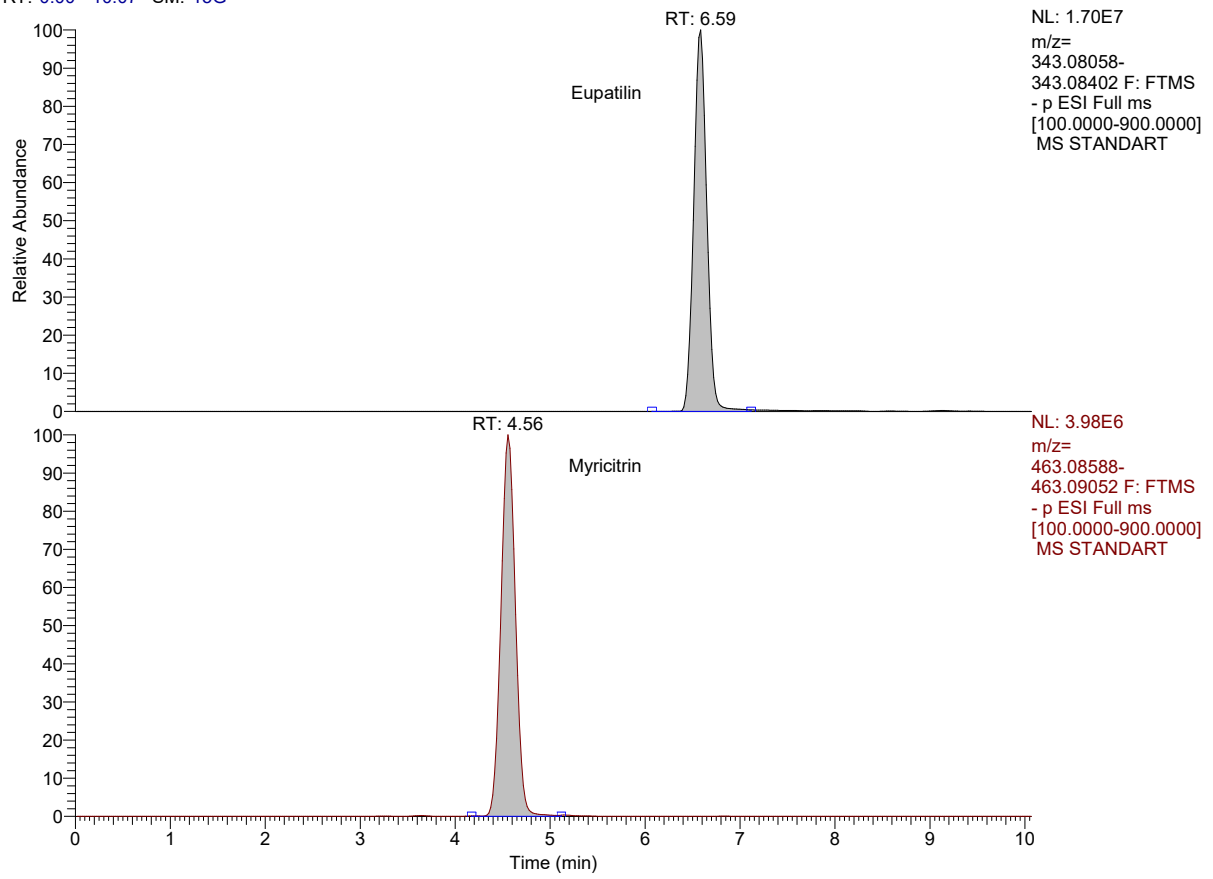 RT: 6.59
NL: 1.70E7
m/z=
343.08058-
343.08402 F: FTMS
- p ESI Full ms
[100.0000-900.0000]
MS STANDART
Eupatilin
Relative Abundance
100
90
80
70
60
50
40
30
20
10
0
RT: 4.56
NL: 3.98E6
m/z=
463.08588-
463.09052 F: FTMS
- p ESI Full ms
[100.0000-900.0000]
MS STANDART
Myricitrin
100
90
80
70
60
50
40
30
20
10
0
0 1 2 3 4 5 6 7 8 9 10
Time (min)